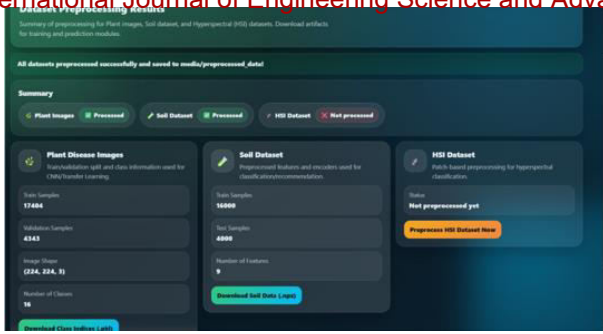 ernational Journal of Engineering Science and Adva
Dataset Preprocessing Results
Summary of preprocessing for Plant images, Soil dataset, and Hyperspectral (HSI) datasets. Download artifacts
for training and prediction modules.
All datasets preprocessed successfully and saved to media/preprocessed_data!
Summary
Plant Images Processed Soil Dataset Processed HSI Dataset Not processed
Plant Disease Images
Train/validation split and class information used for
CNN/Transfer Learning.
Train Samples
17404
Validation Samples
4343
Image Shape
(224, 224, 3)
Number of Classes
16
Download Class Indices (.pkl)
Soil Dataset
Preprocessed features and encoders used for
classification/recommendation.
Train Samples
16000
Test Samples
4000
Number of Features
9
Download Soil Data (.npz)
HSI Dataset
Patch-based preprocessing for hyperspectral
classification.
Status
Not preprocessed yet
Preprocess HSI Dataset Now